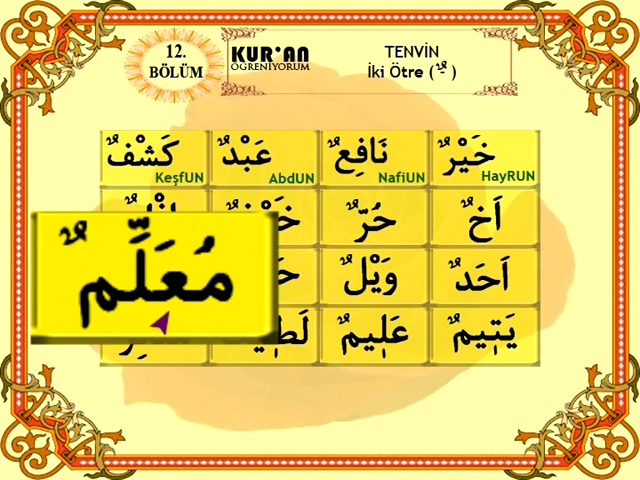 12.
BÖLÜM
KUR'AN
ÖĞRENİYORUM
TENVİN
İki Ötre ( ٌ )
خَيْرٌ نَافِعٌ عَبْدٌ كَشْفٌ
HayRUN NafiUN AbdUN KeşfUN
اَخٌ حُرٌّ
اَحَدٌ وَيْلٌ
مُعَلِّمٌ
يَتٖيمٌ عَلٖيمٌ